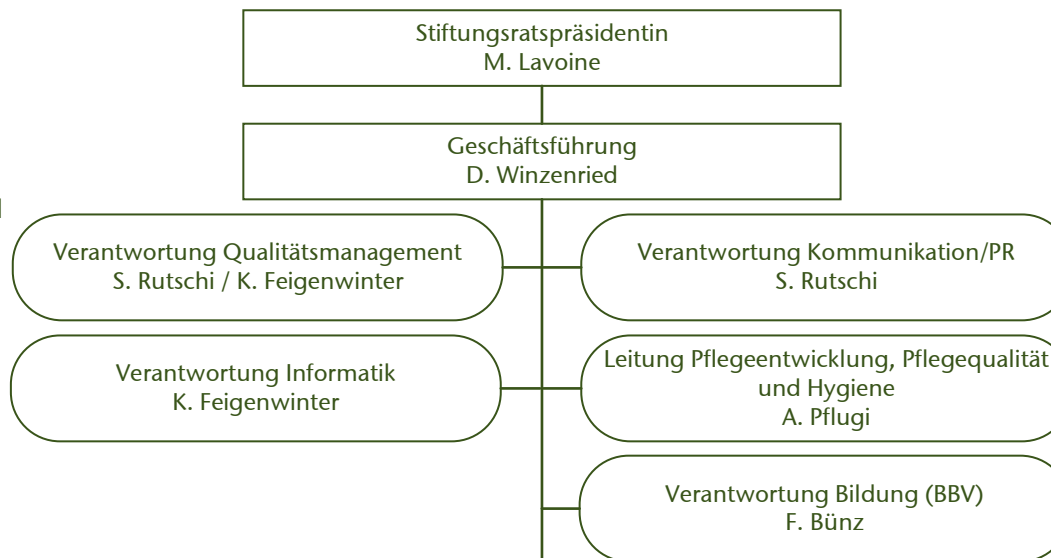 Stiftungsratspräsidentin
M. Lavoine
Geschäftsführung
D. Winzenried
Verantwortung Qualitätsmanagement
S. Rutschi / K. Feigenwinter
Verantwortung Kommunikation/PR
S. Rutschi
Verantwortung Informatik
K. Feigenwinter
Leitung Pflegeentwicklung, Pflegequalität
und Hygiene
A. Pflugi
Verantwortung Bildung (BBV)
F. Bünz